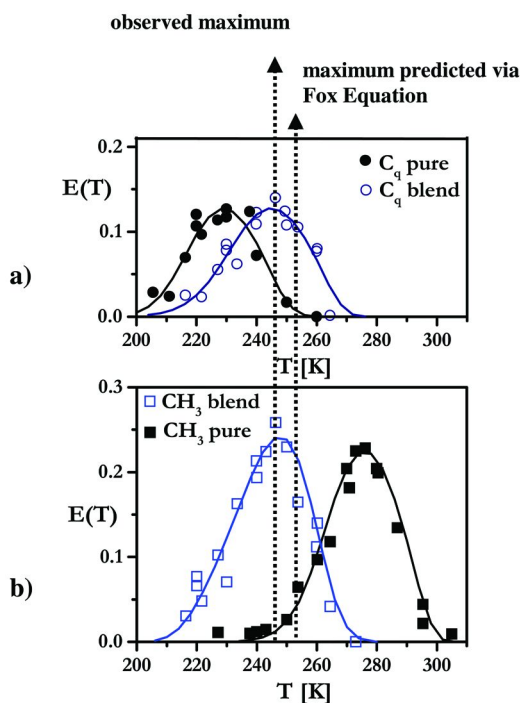 observed maximum
maximum predicted via
Fox Equation
0.2
E(T)
0.1
0.0
C_q pure
C_q blend
a)
200 220 240 260 280 300
T [K]
0.3
CH_3 blend
CH_3 pure
0.2
E(T)
0.1
b)
0.0
200 220 240 260 280 300
T [K]